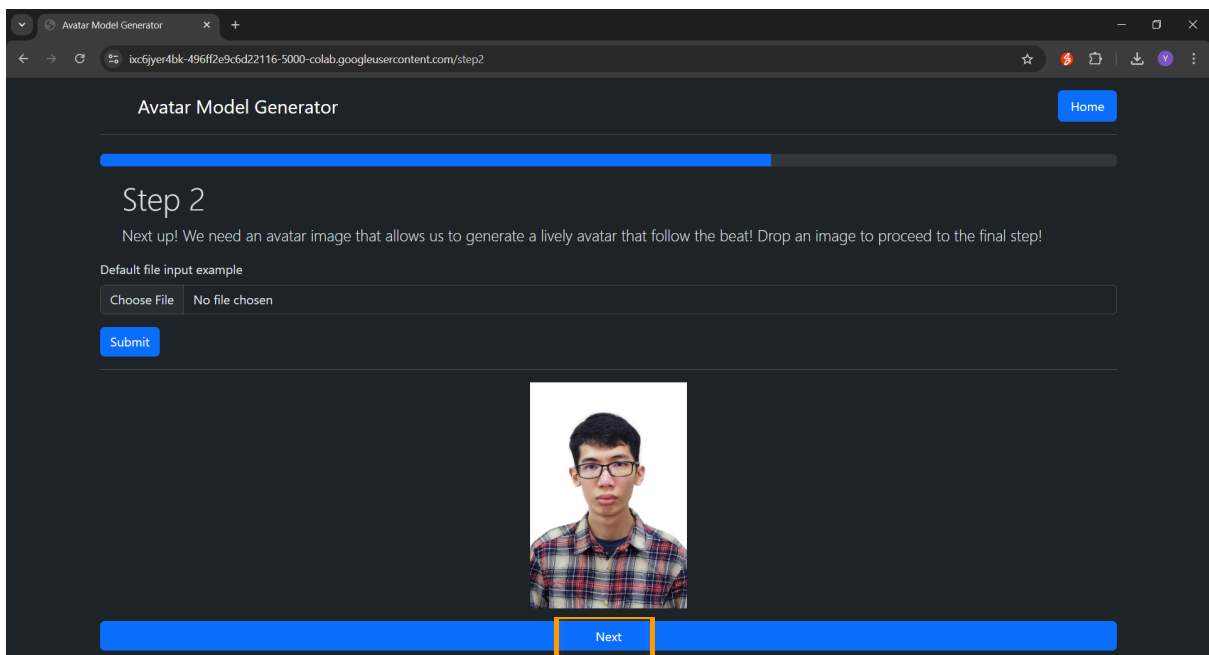 Avatar Model Generator
ixc6jyer4bk-496ff2e9c6d22116-5000-colab.googleusercontent.com/step2
Y
Avatar Model Generator
Home
Step 2
Next up! We need an avatar image that allows us to generate a lively avatar that follow the beat! Drop an image to proceed to the final step!
Default file input example
Choose File No file chosen
Submit
Next